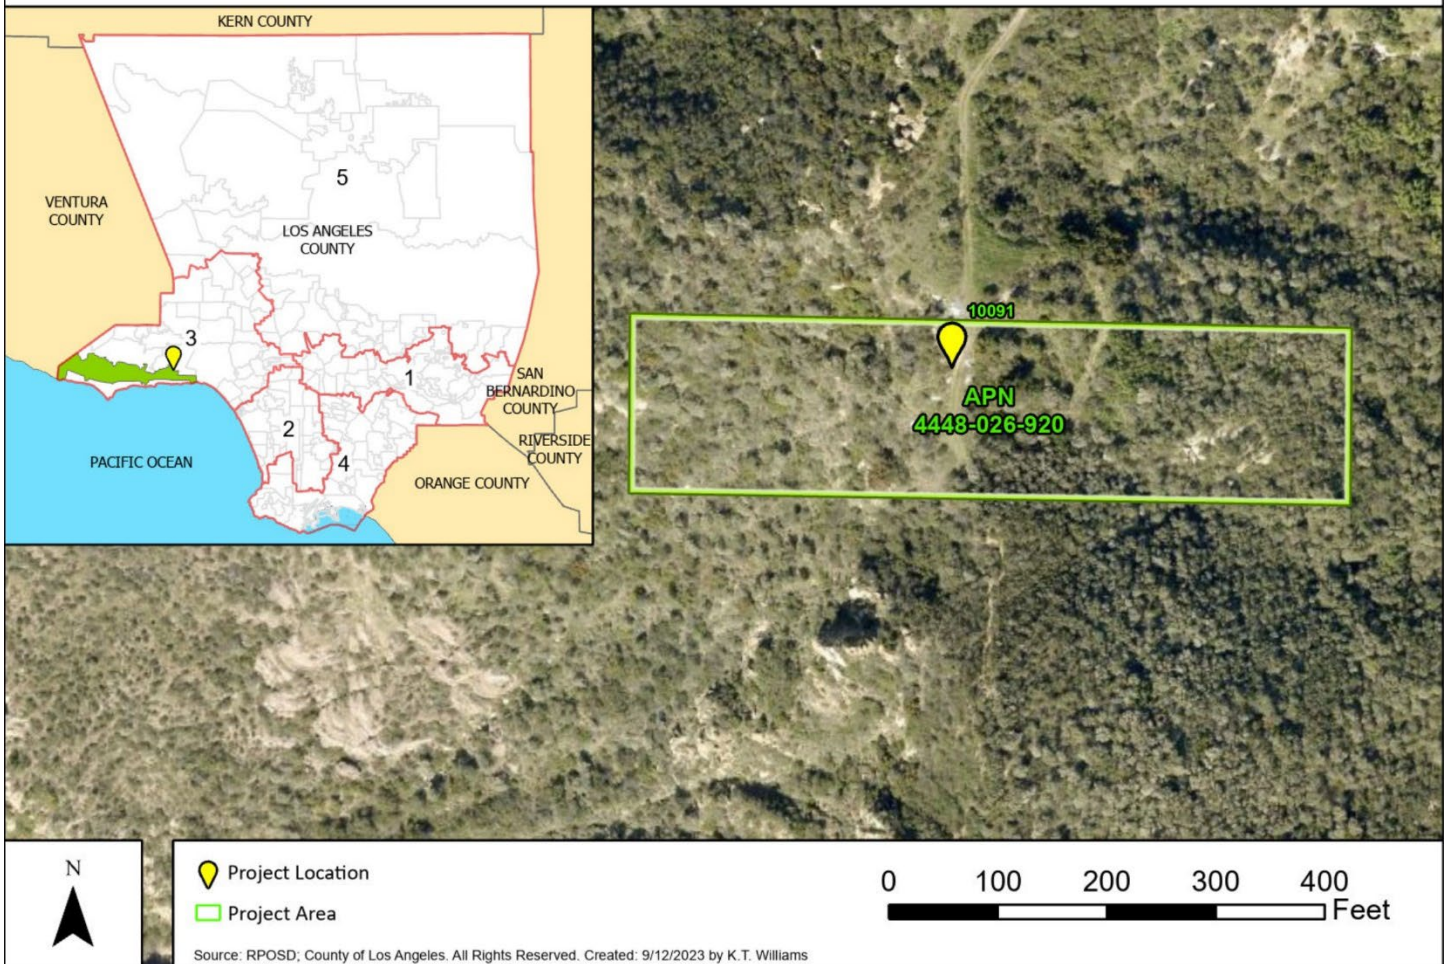 KERN COUNTY
5
VENTURA
COUNTY
LOS ANGELES
COUNTY
3
1
SAN
BERNARDINO
COUNTY
2
RIVERSIDE
COUNTY
PACIFIC OCEAN
4
ORANGE COUNTY
10091
APN
4448-026-920
N
Project Location
Project Area
0 100 200 300 400
Feet
Source: RPOSD; County of Los Angeles. All Rights Reserved. Created: 9/12/2023 by K.T. Williams